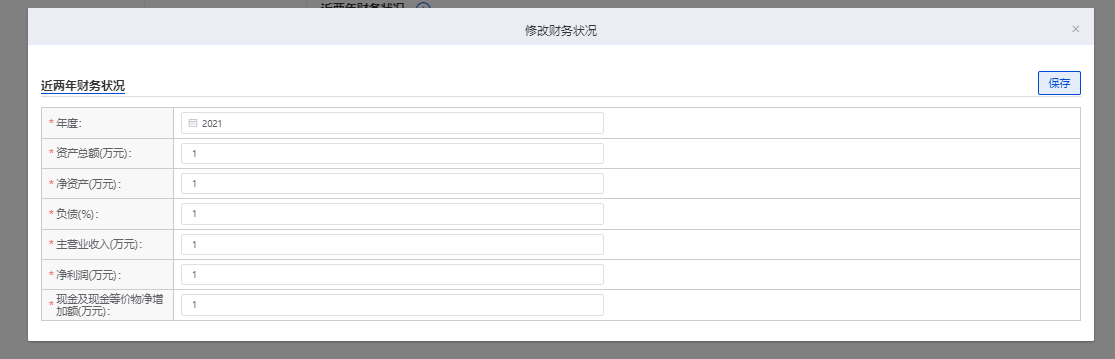 近两年财务状况
修改财务状况
近两年财务状况
保存
* 年度:
2021
* 资产总额(万元):
1
* 净资产(万元):
1
* 负债(%):
1
* 主营业收入(万元):
1
* 净利润(万元):
1
* 现金及现金等价物净增
加额(万元):
1